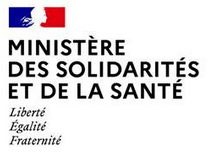 MINISTÈRE
DES SOLIDARITÉS
ET DE LA SANTÉ
Liberté
Égalité
Fraternité